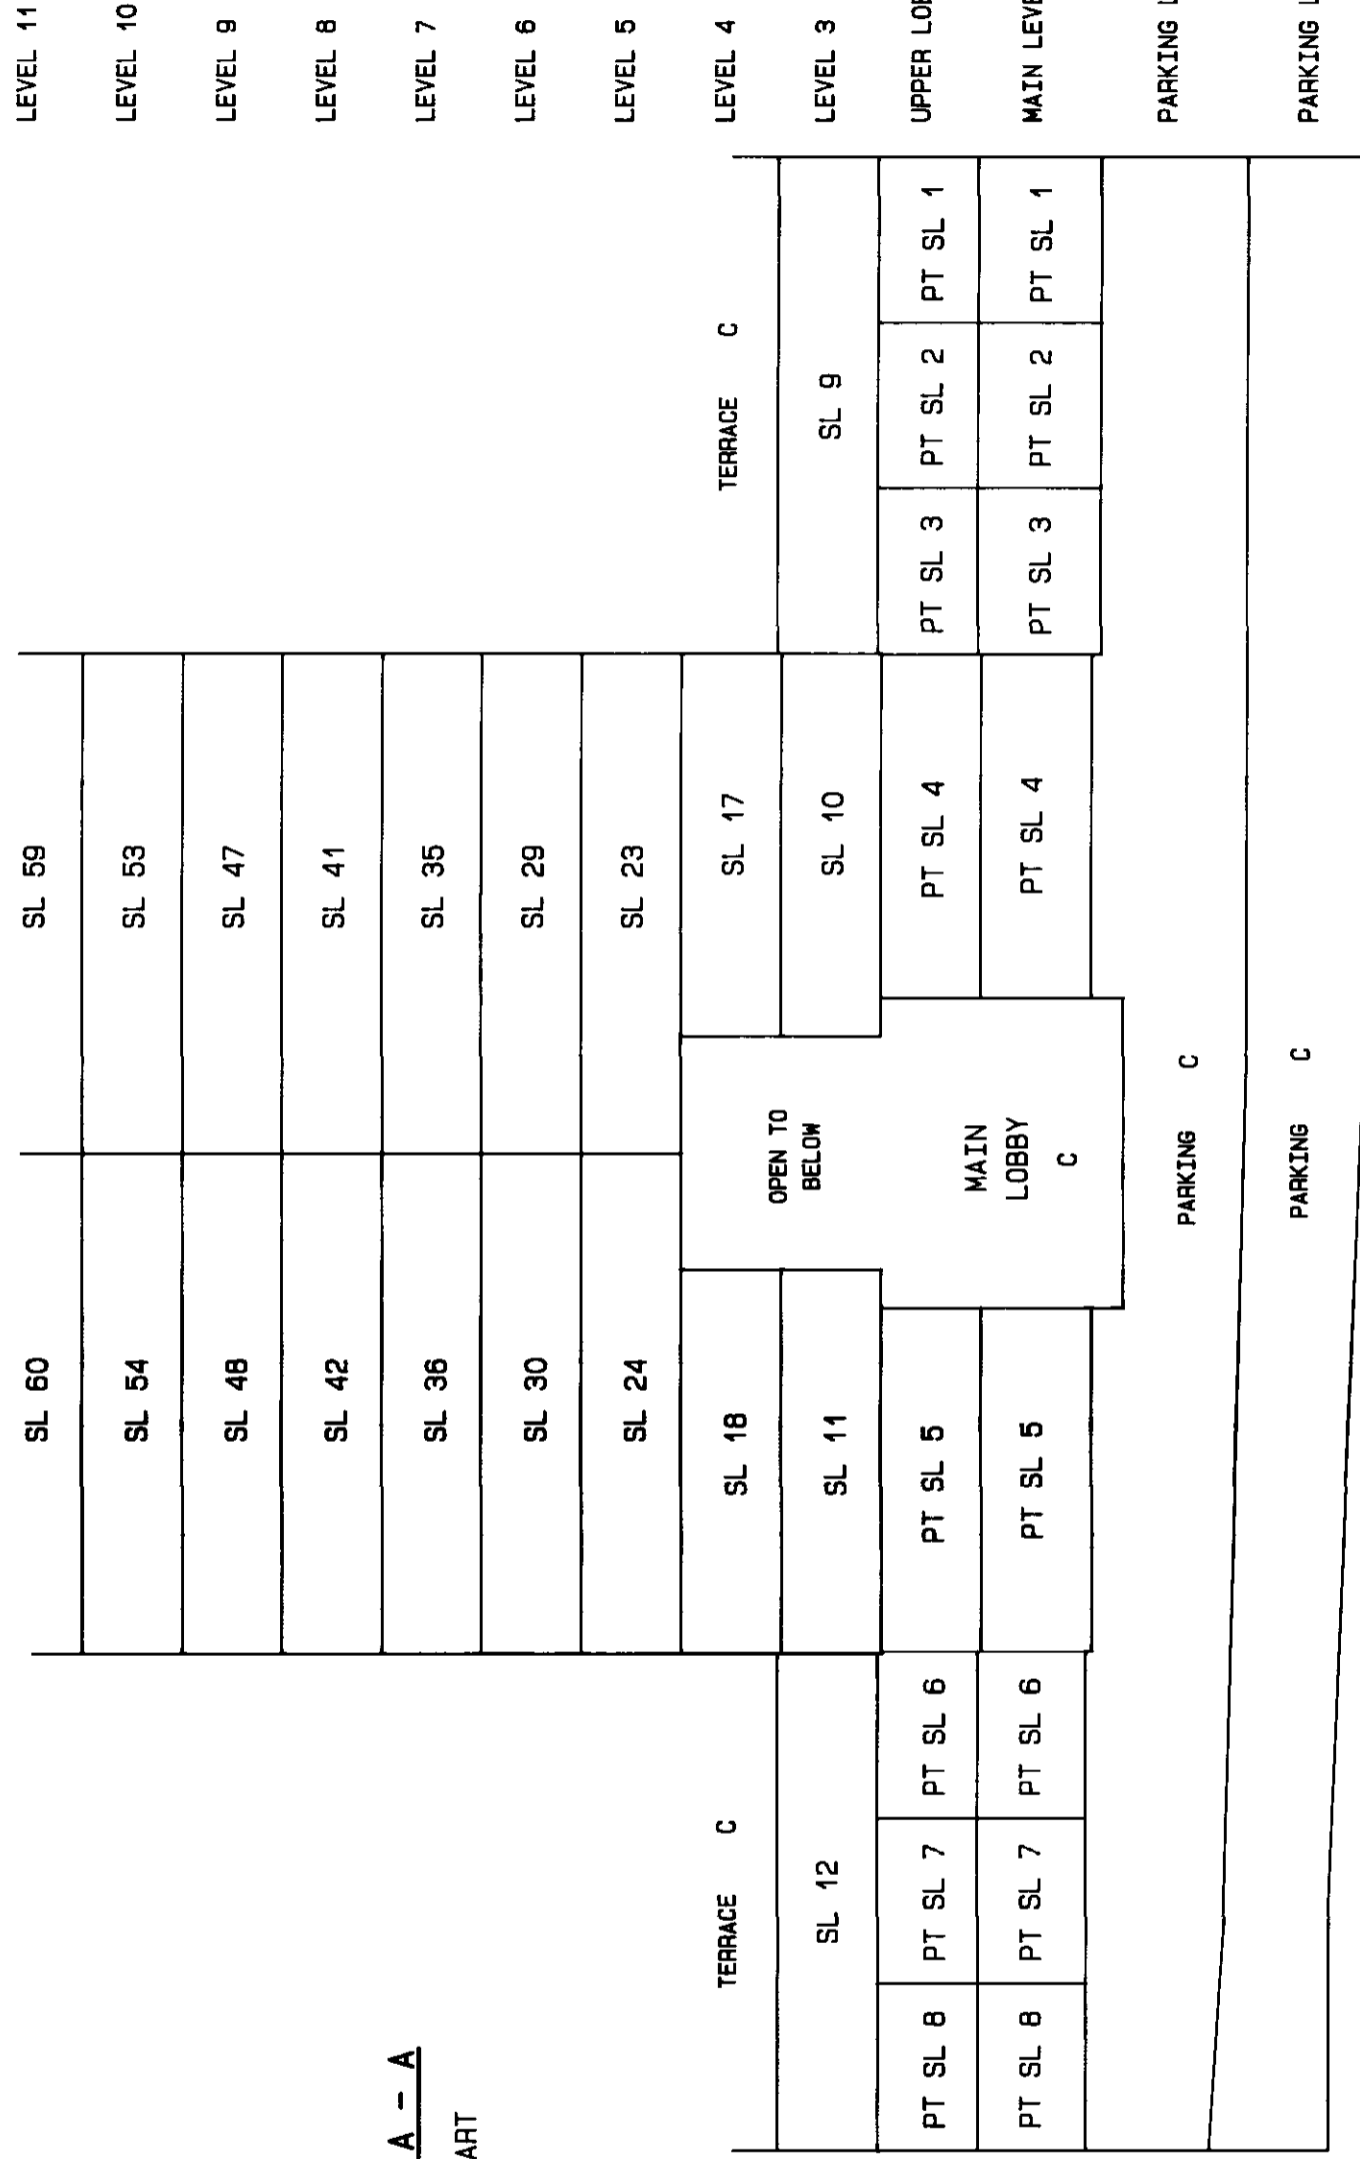 SL 60 SL 59 LEVEL 11
SL 54 SL 53 LEVEL 10
SL 48 SL 47 LEVEL 9
SL 42 SL 41 LEVEL 8
A - A
SL 36 SL 35 LEVEL 7
ART
SL 30 SL 29 LEVEL 6
SL 24 SL 23 LEVEL 5
TERRACE C SL 18 SL 17 TERRACE C LEVEL 4
OPEN TO
BELOW
SL 12 SL 11 SL 10 SL 9 LEVEL 3
PT SL 8 PT SL 7 PT SL 6 PT SL 5 PT SL 4 PT SL 3 PT SL 2 PT SL 1 UPPER LOB
MAIN
LOBBY
C
PT SL 8 PT SL 7 PT SL 6 PT SL 5 PT SL 4 PT SL 3 PT SL 2 PT SL 1 MAIN LEVE
PARKING C PARKING L
PARKING C PARKING L